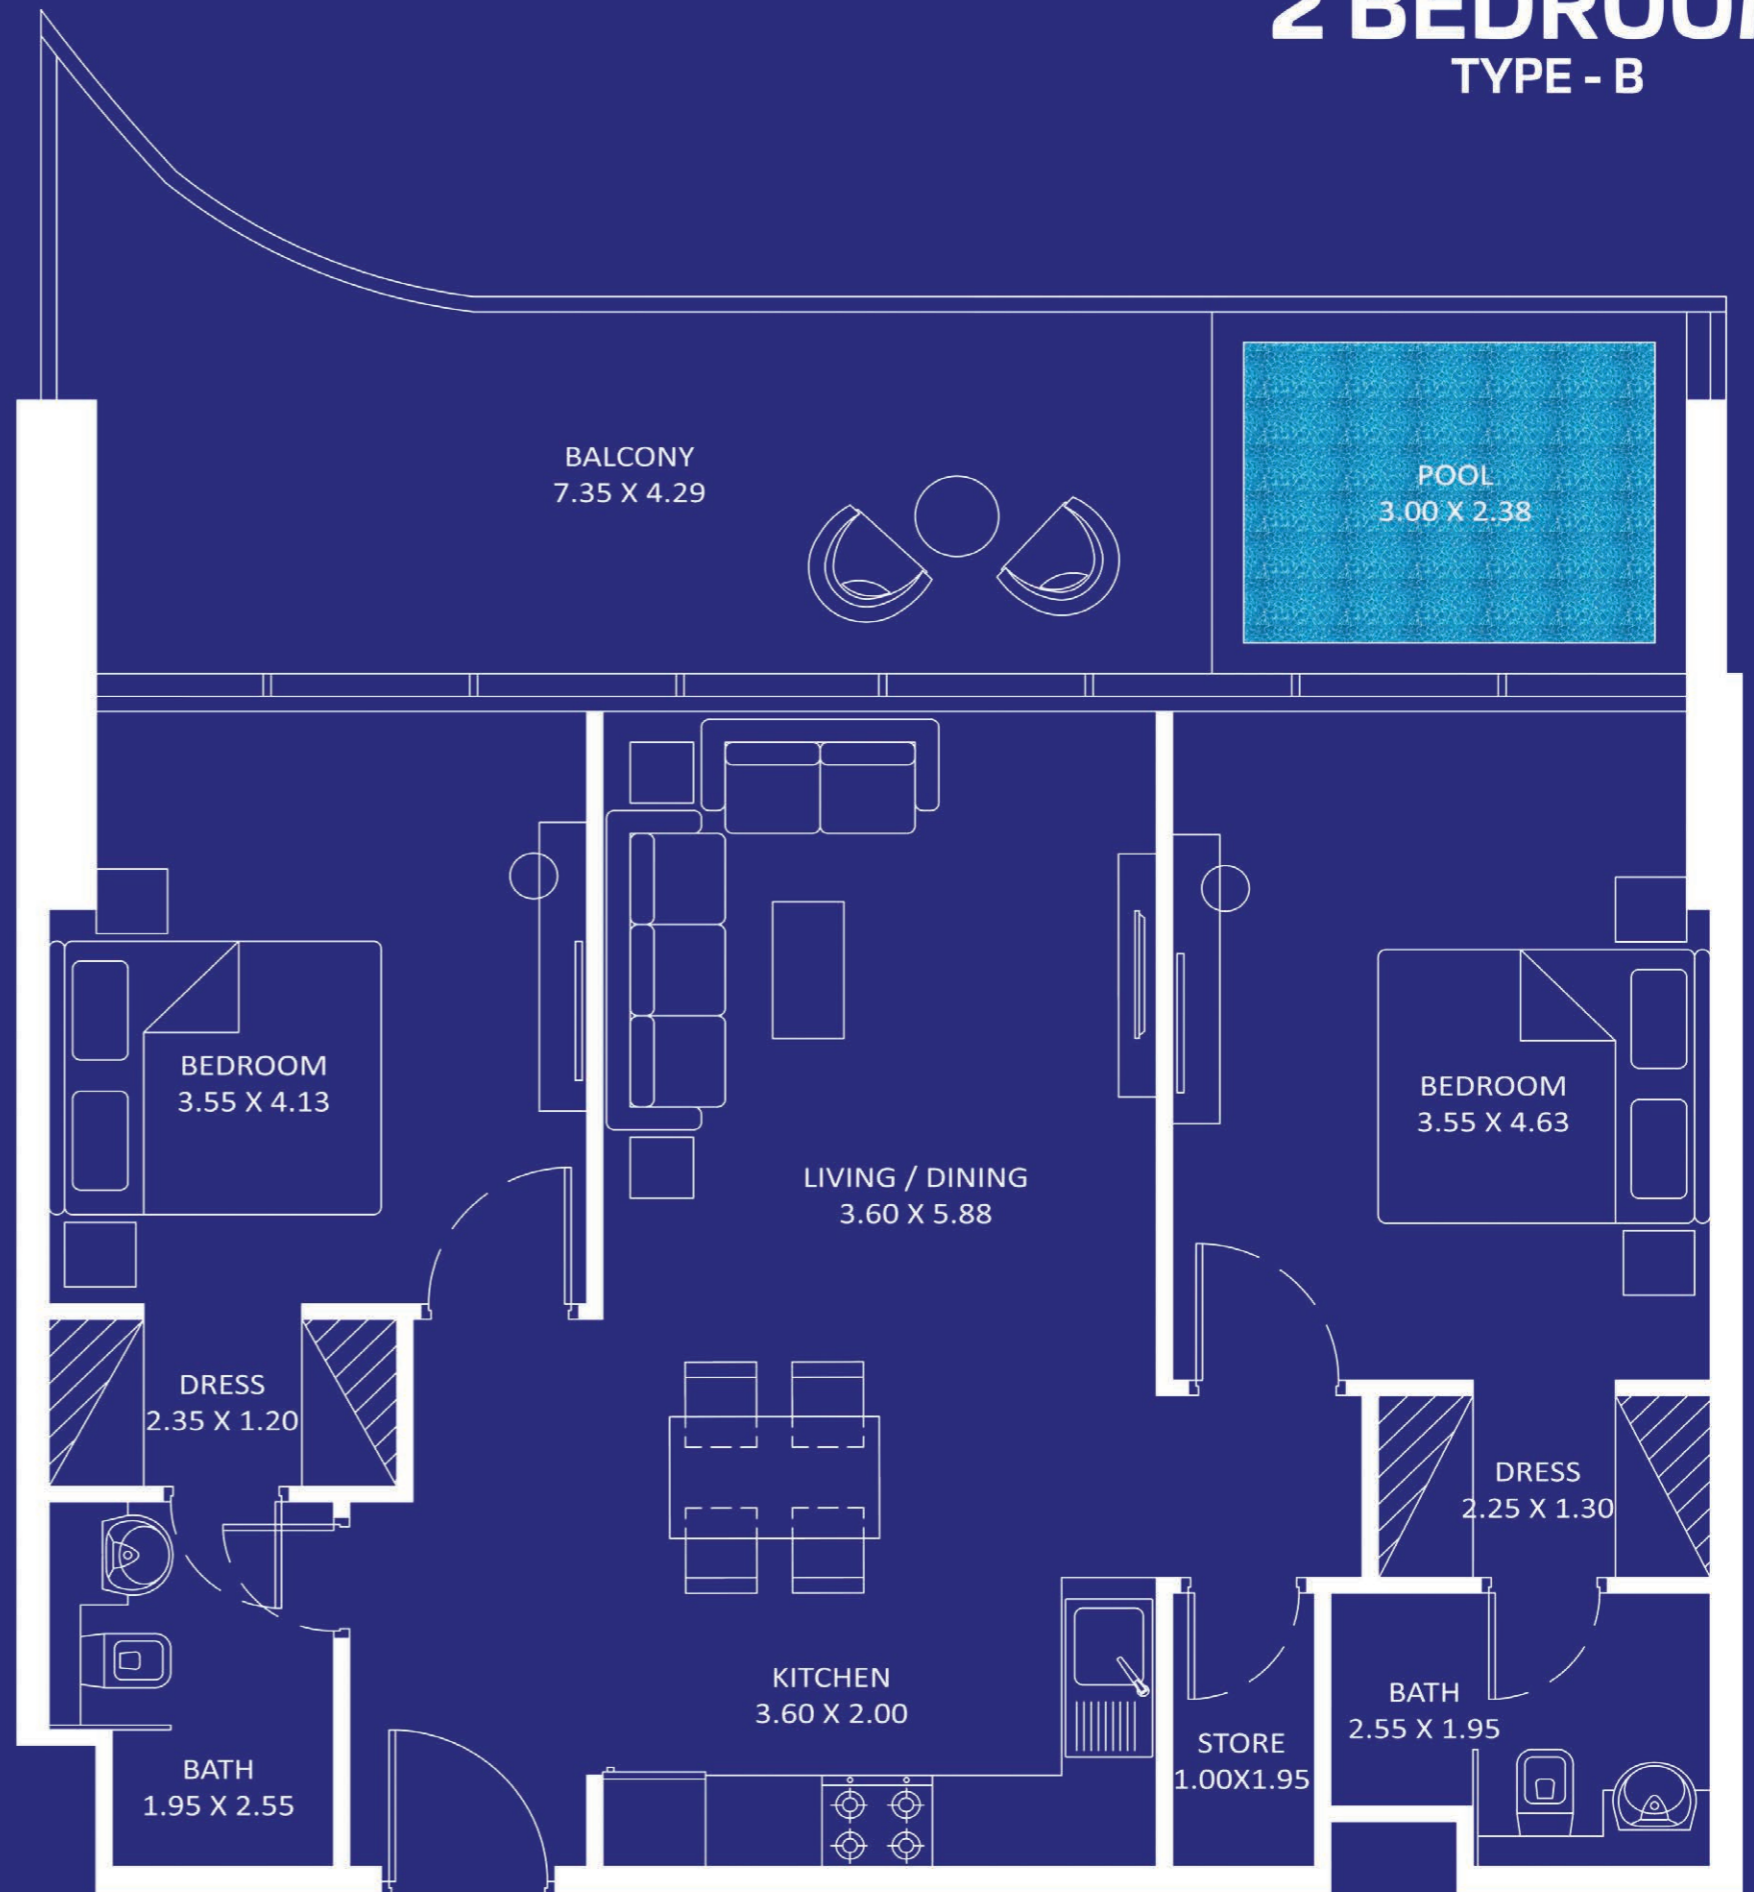 2 BEDROOM
TYPE - B
BALCONY
7.35 X 4.29
POOL
3.00 X 2.38
BEDROOM
3.55 X 4.13
BEDROOM
3.55 X 4.63
LIVING / DINING
3.60 X 5.88
DRESS
2.35 X 1.20
DRESS
2.25 X 1.30
KITCHEN
3.60 X 2.00
BATH
2.55 X 1.95
STORE
1.00X1.95
BATH
1.95 X 2.55